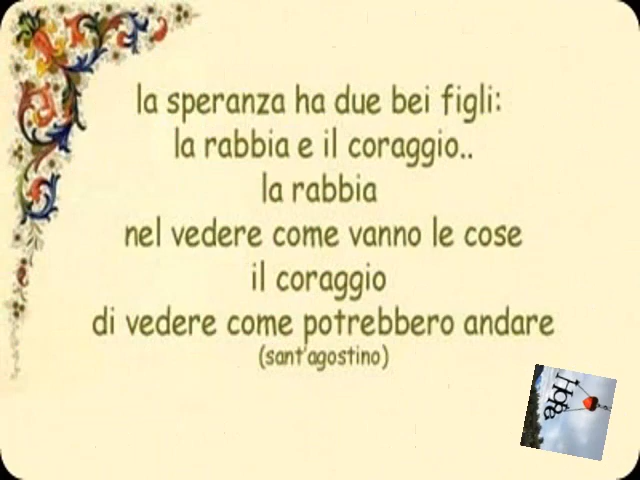 la speranza ha due bei figli:
la rabbia e il coraggio..
la rabbia
nel vedere come vanno le cose
il coraggio
di vedere come potrebbero andare
(sant'agostino)
Hope